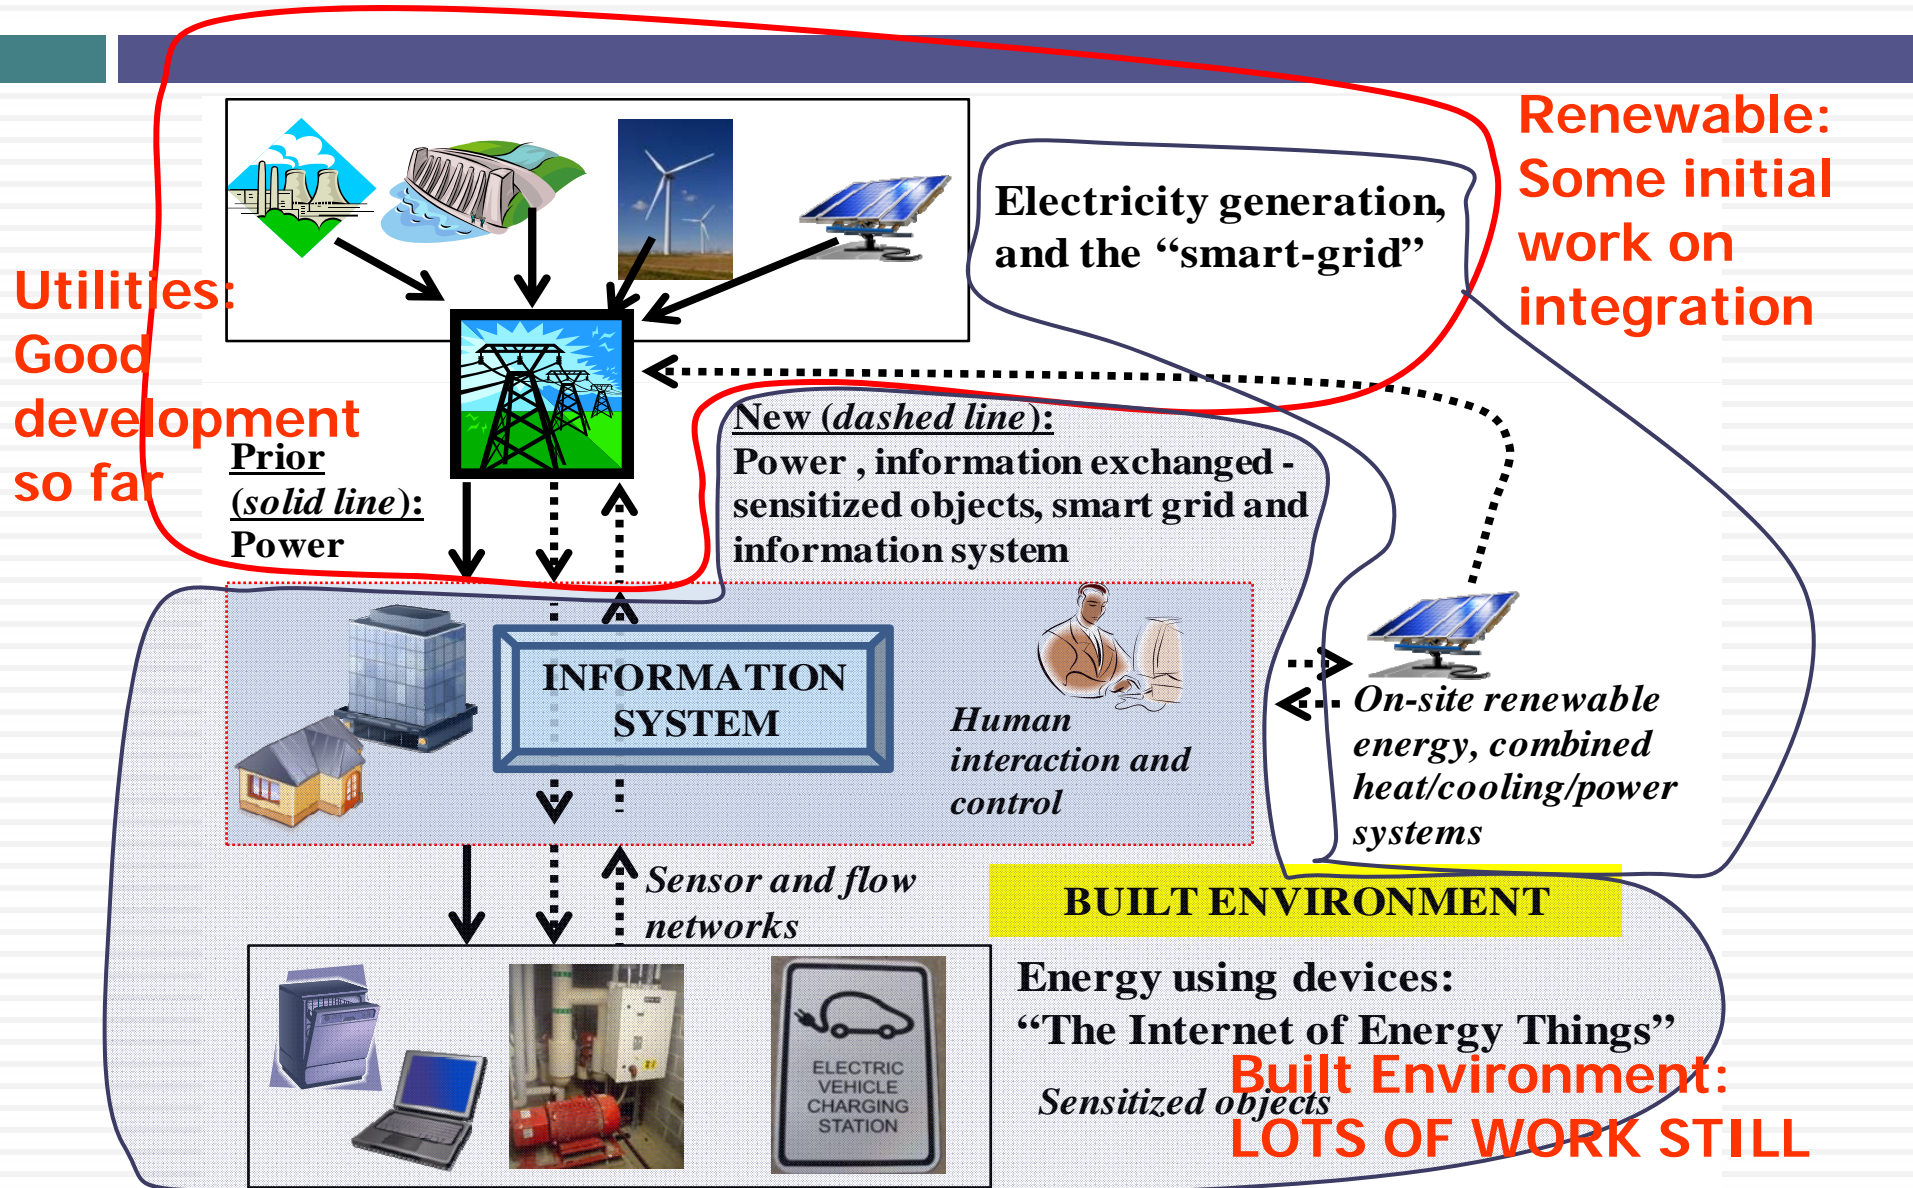 Renewable:
Some initial
work on
integration
Electricity generation,
and the “smart-grid”
Utilities:
Good
development
so far
Prior
(solid line):
Power
New (dashed line):
Power , information exchanged -
sensitized objects, smart grid and
information system
INFORMATION
SYSTEM
Human
interaction and
control
On-site renewable
energy, combined
heat/cooling/power
systems
Sensor and flow
networks
BUILT ENVIRONMENT
Energy using devices:
“The Internet of Energy Things”
Sensitized objects
Built Environment:
LOTS OF WORK STILL
ELECTRIC
VEHICLE
CHARGING
STATION